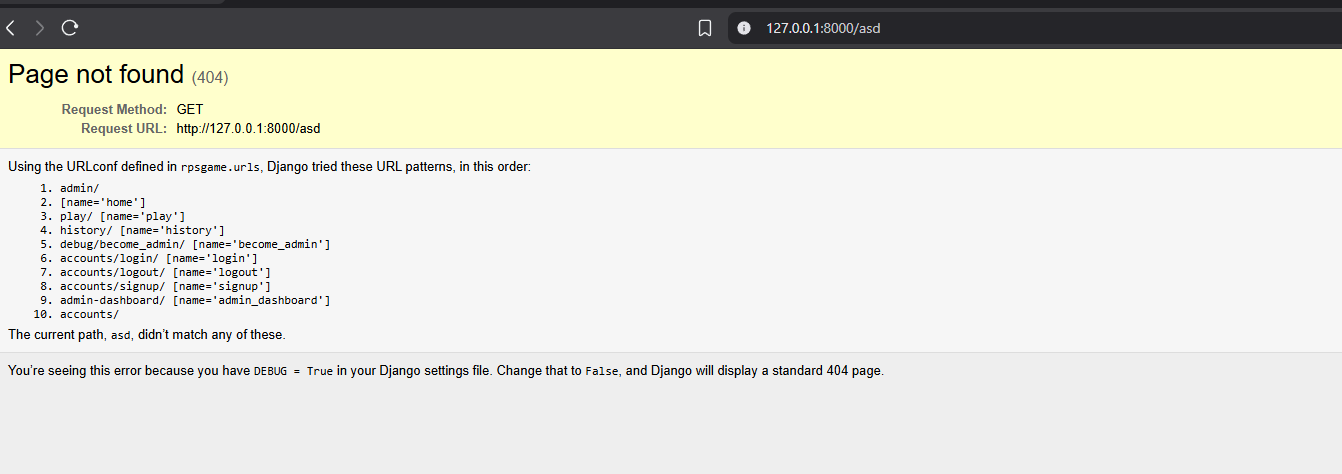 127.0.0.1:8000/asd
Page not found (404)
Request Method: GET
Request URL: http://127.0.0.1:8000/asd
Using the URLconf defined in rpsgame.urls, Django tried these URL patterns, in this order:
1. admin/
2. [name='home']
3. play/ [name='play']
4. history/ [name='history']
5. debug/become_admin/ [name='become_admin']
6. accounts/login/ [name='login']
7. accounts/logout/ [name='logout']
8. accounts/signup/ [name='signup']
9. admin-dashboard/ [name='admin_dashboard']
10. accounts/
The current path, asd, didn’t match any of these.
You’re seeing this error because you have DEBUG = True in your Django settings file. Change that to False, and Django will display a standard 404 page.